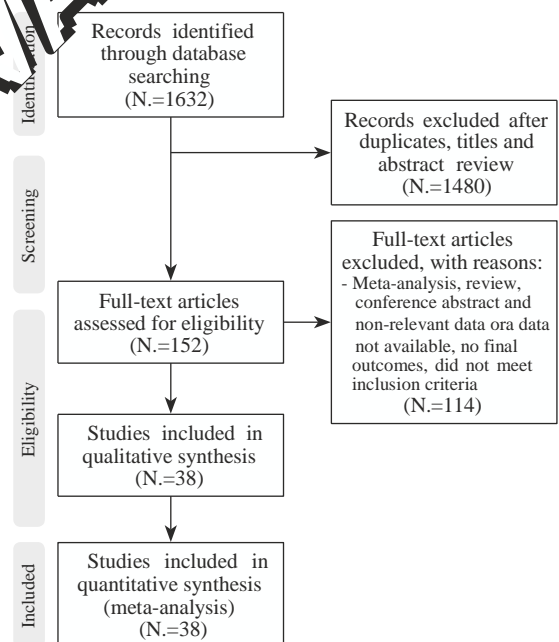 Records identified
through database
searching
(N.=1632)
Records excluded after
duplicates, titles and
abstract review
(N.=1480)
Screening
Full-text articles
excluded, with reasons:
- Meta-analysis, review,
conference abstract and
non-relevant data ora data
not available, no final
outcomes, did not meet
inclusion criteria
(N.=114)
Full-text articles
assessed for eligibility
(N.=152)
Eligibility
Studies included in
qualitative synthesis
(N.=38)
Included
Studies included in
quantitative synthesis
(meta-analysis)
(N.=38)